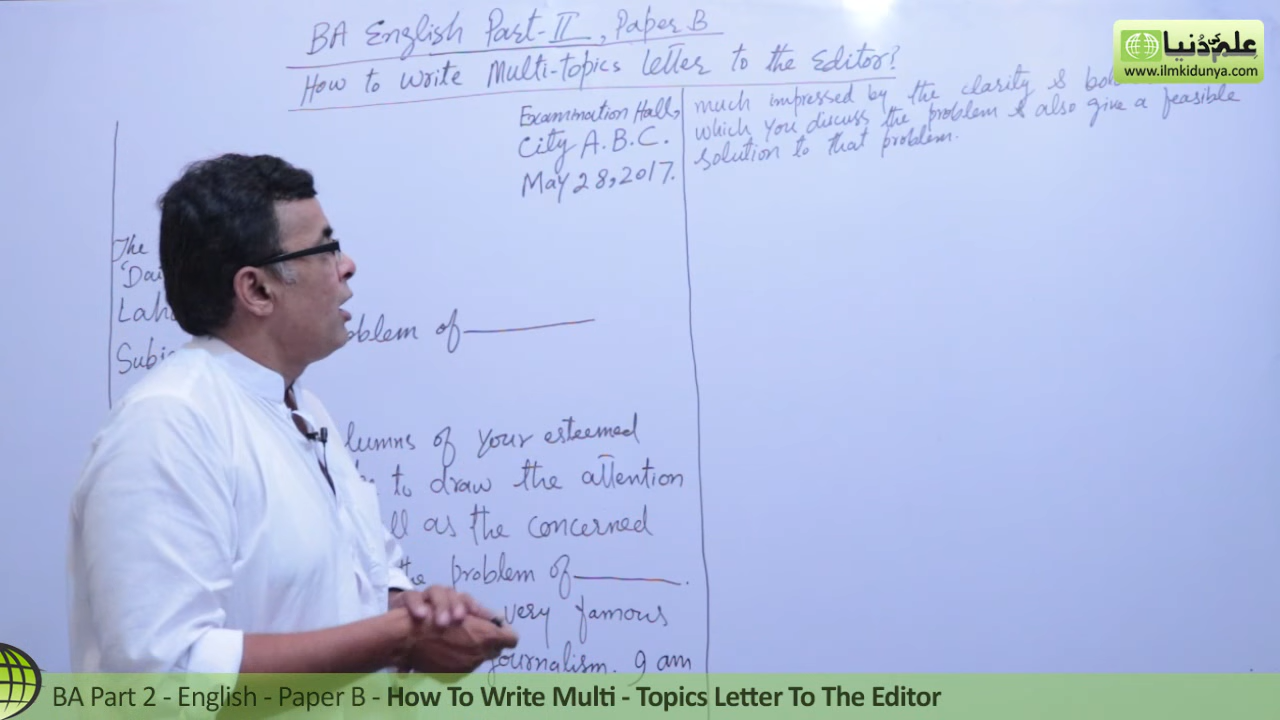 BA English Part-II, Paper B
How to write Multi-topics letter to the Editor?
Examination Hall,
City A.B.C.
May 28, 2017.
The
'Dai
Lah
Subj
oblem of
lumns of your esteemed
to draw the attention
ll as the concerned
the problem of .
very famous
journalism. I am
much impressed by the clarity & bol
which you discuss the problem & also give a feasible
solution to that problem.
علم کی دنیا
www.ilmkidunya.com
BA Part 2 - English - Paper B - How To Write Multi - Topics Letter To The Editor